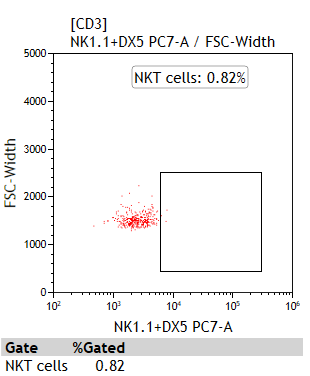 [CD3]
NK1.1+DX5 PC7-A / FSC-Width
NKT cells: 0.82%
5000
4000
3000
2000
1000
0
FSC-Width
10² 10³ 10⁴ 10⁵ 10⁶
NK1.1+DX5 PC7-A
Gate %Gated
NKT cells 0.82